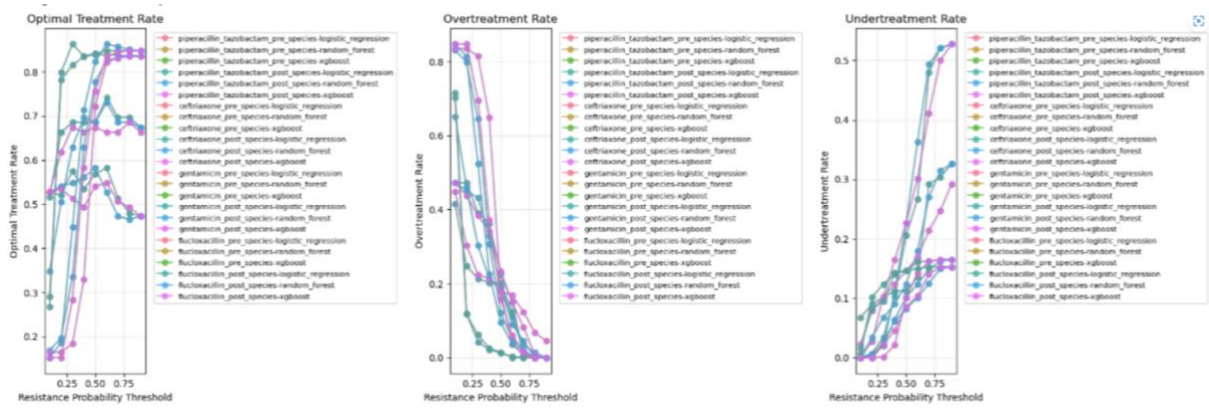 Optimal Treatment Rate
Optimal Treatment Rate
0.8
0.7
0.6
0.5
0.4
0.3
0.2
0.25 0.50 0.75
Resistance Probability Threshold
piperacillin_tazobactam_pre_species-logistic_regression
piperacillin_tazobactam_pre_species-random_forest
piperacillin_tazobactam_pre_species-xgboost
piperacillin_tazobactam_post_species-logistic_regression
piperacillin_tazobactam_post_species-random_forest
piperacillin_tazobactam_post_species-xgboost
ceftriaxone_pre_species-logistic_regression
ceftriaxone_pre_species-random_forest
ceftriaxone_pre_species-xgboost
ceftriaxone_post_species-logistic_regression
ceftriaxone_post_species-random_forest
ceftriaxone_post_species-xgboost
gentamicin_pre_species-logistic_regression
gentamicin_pre_species-random_forest
gentamicin_pre_species-xgboost
gentamicin_post_species-logistic_regression
gentamicin_post_species-random_forest
gentamicin_post_species-xgboost
flucloxacillin_pre_species-logistic_regression
flucloxacillin_pre_species-random_forest
flucloxacillin_pre_species-xgboost
flucloxacillin_post_species-logistic_regression
flucloxacillin_post_species-random_forest
flucloxacillin_post_species-xgboost
Overtreatment Rate
Overtreatment Rate
0.8
0.6
0.4
0.2
0.0
0.25 0.50 0.75
Resistance Probability Threshold
piperacillin_tazobactam_pre_species-logistic_regression
piperacillin_tazobactam_pre_species-random_forest
piperacillin_tazobactam_pre_species-xgboost
piperacillin_tazobactam_post_species-logistic_regression
piperacillin_tazobactam_post_species-random_forest
piperacillin_tazobactam_post_species-xgboost
ceftriaxone_pre_species-logistic_regression
ceftriaxone_pre_species-random_forest
ceftriaxone_pre_species-xgboost
ceftriaxone_post_species-logistic_regression
ceftriaxone_post_species-random_forest
ceftriaxone_post_species-xgboost
gentamicin_pre_species-logistic_regression
gentamicin_pre_species-random_forest
gentamicin_pre_species-xgboost
gentamicin_post_species-logistic_regression
gentamicin_post_species-random_forest
gentamicin_post_species-xgboost
flucloxacillin_pre_species-logistic_regression
flucloxacillin_pre_species-random_forest
flucloxacillin_pre_species-xgboost
flucloxacillin_post_species-logistic_regression
flucloxacillin_post_species-random_forest
flucloxacillin_post_species-xgboost
Undertreatment Rate
Undertreatment Rate
0.5
0.4
0.3
0.2
0.1
0.0
0.25 0.50 0.75
Resistance Probability Threshold
piperacillin_tazobactam_pre_species-logistic_regression
piperacillin_tazobactam_pre_species-random_forest
piperacillin_tazobactam_pre_species-xgboost
piperacillin_tazobactam_post_species-logistic_regression
piperacillin_tazobactam_post_species-random_forest
piperacillin_tazobactam_post_species-xgboost
ceftriaxone_pre_species-logistic_regression
ceftriaxone_pre_species-random_forest
ceftriaxone_pre_species-xgboost
ceftriaxone_post_species-logistic_regression
ceftriaxone_post_species-random_forest
ceftriaxone_post_species-xgboost
gentamicin_pre_species-logistic_regression
gentamicin_pre_species-random_forest
gentamicin_pre_species-xgboost
gentamicin_post_species-logistic_regression
gentamicin_post_species-random_forest
gentamicin_post_species-xgboost
flucloxacillin_pre_species-logistic_regression
flucloxacillin_pre_species-random_forest
flucloxacillin_pre_species-xgboost
flucloxacillin_post_species-logistic_regression
flucloxacillin_post_species-random_forest
flucloxacillin_post_species-xgboost